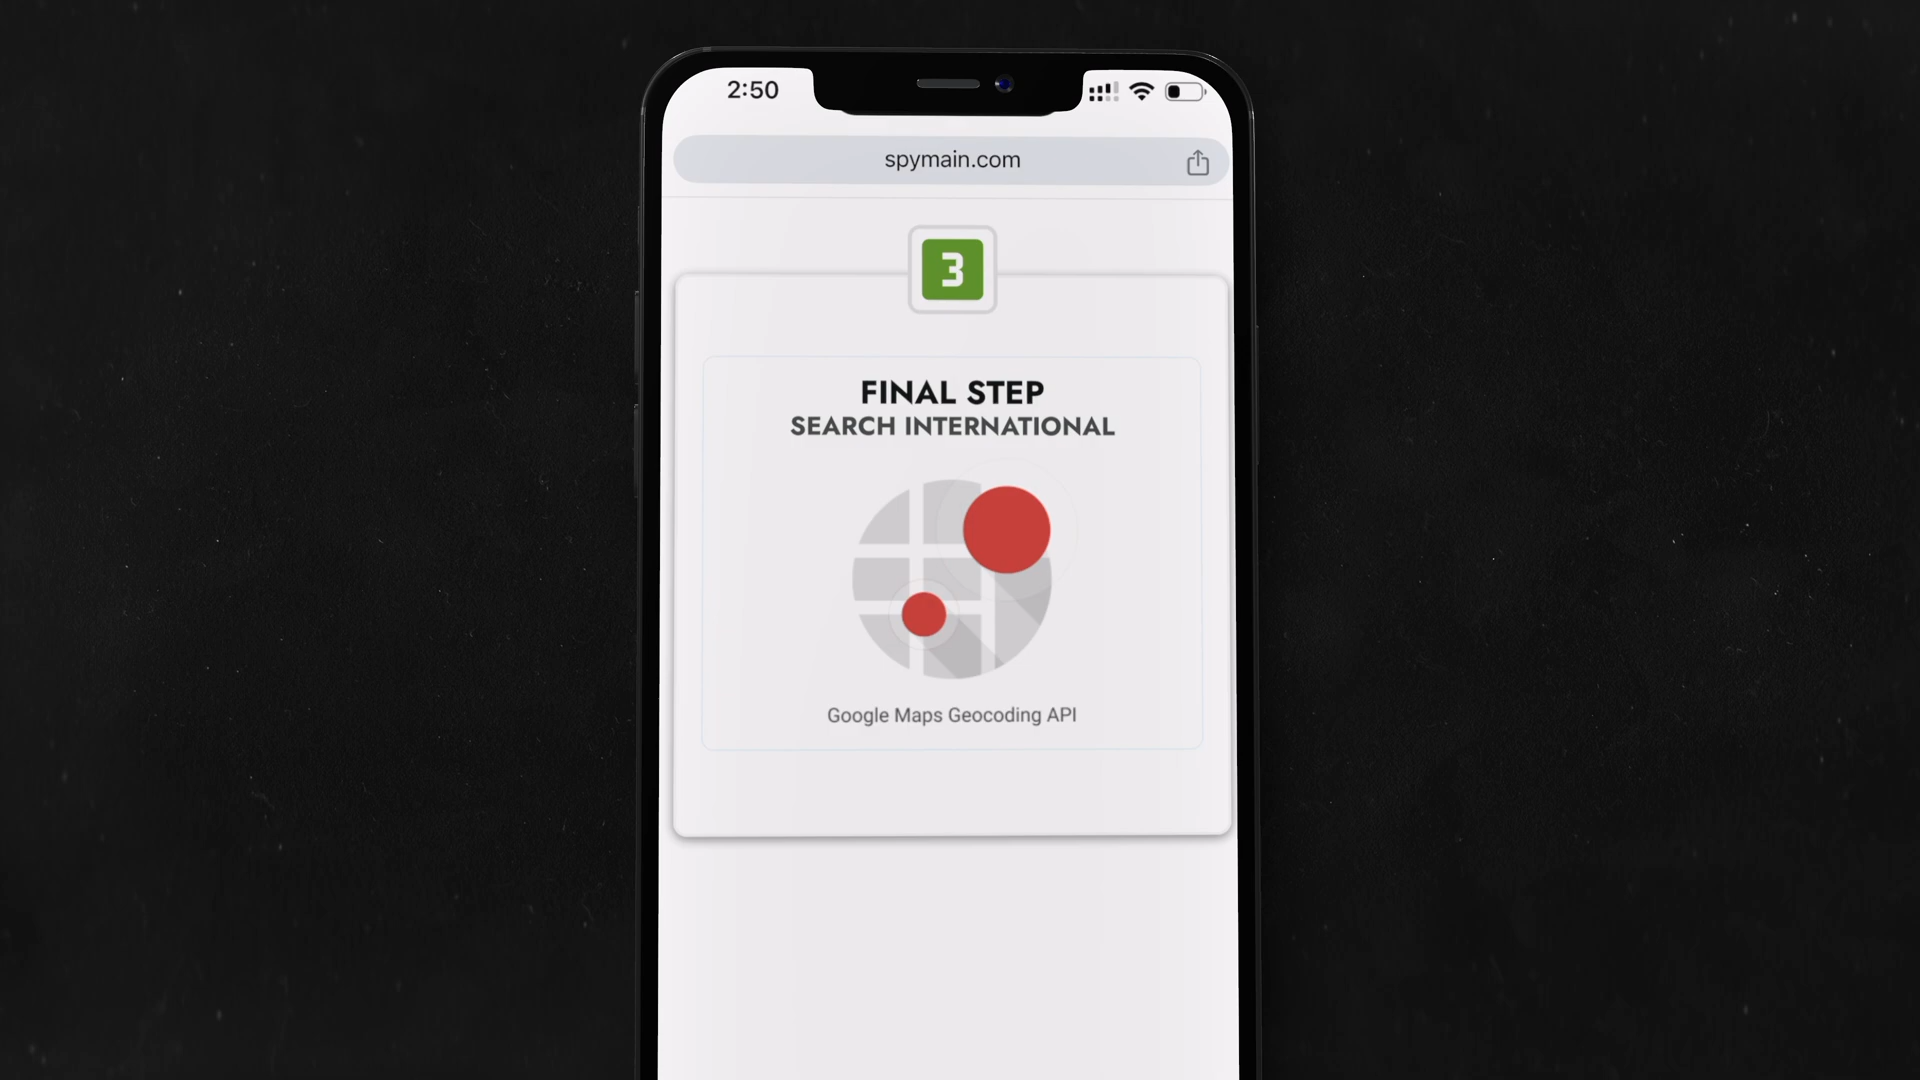 2:50
spymain.com
3
FINAL STEP
SEARCH INTERNATIONAL
Google Maps Geocoding API